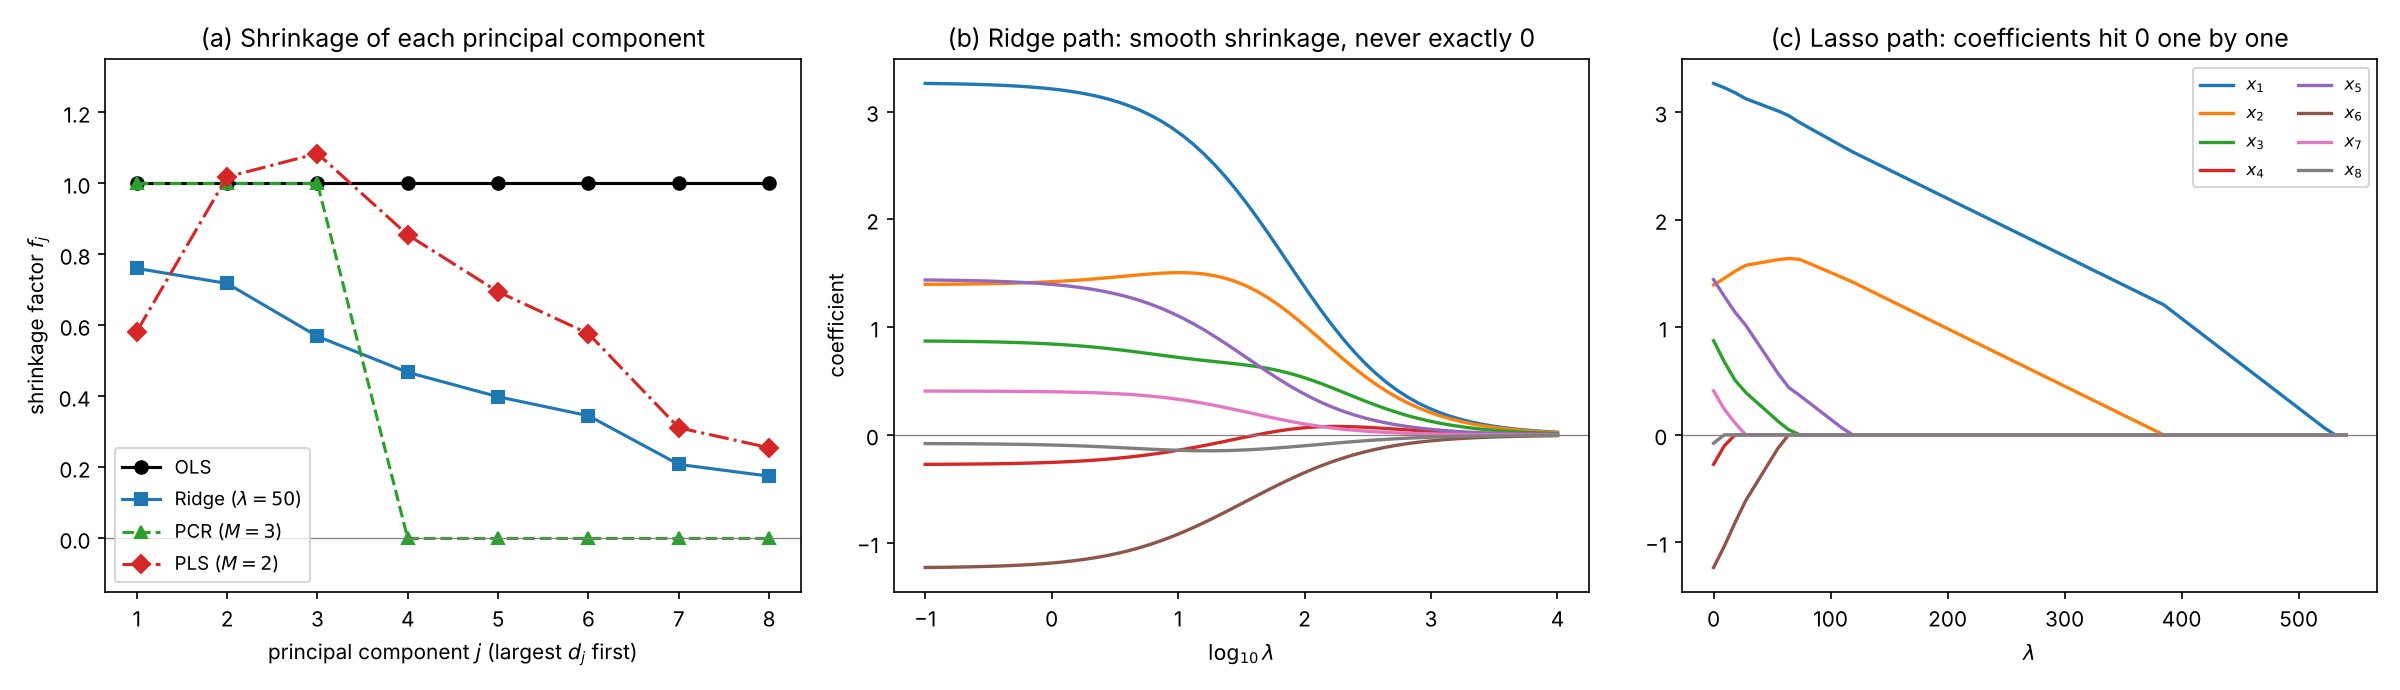 (a) Shrinkage of each principal component
shrinkage factor fⱼ
1.2
1.0
0.8
0.6
0.4
0.2
0.0
OLS
Ridge (λ = 50)
PCR (M = 3)
PLS (M = 2)
1 2 3 4 5 6 7 8
principal component j (largest dⱼ first)
(b) Ridge path: smooth shrinkage, never exactly 0
coefficient
3
2
1
0
−1
−1 0 1 2 3 4
log₁₀ λ
(c) Lasso path: coefficients hit 0 one by one
3
2
1
0
−1
x₁ x₅
x₂ x₆
x₃ x₇
x₄ x₈
0 100 200 300 400 500
λ